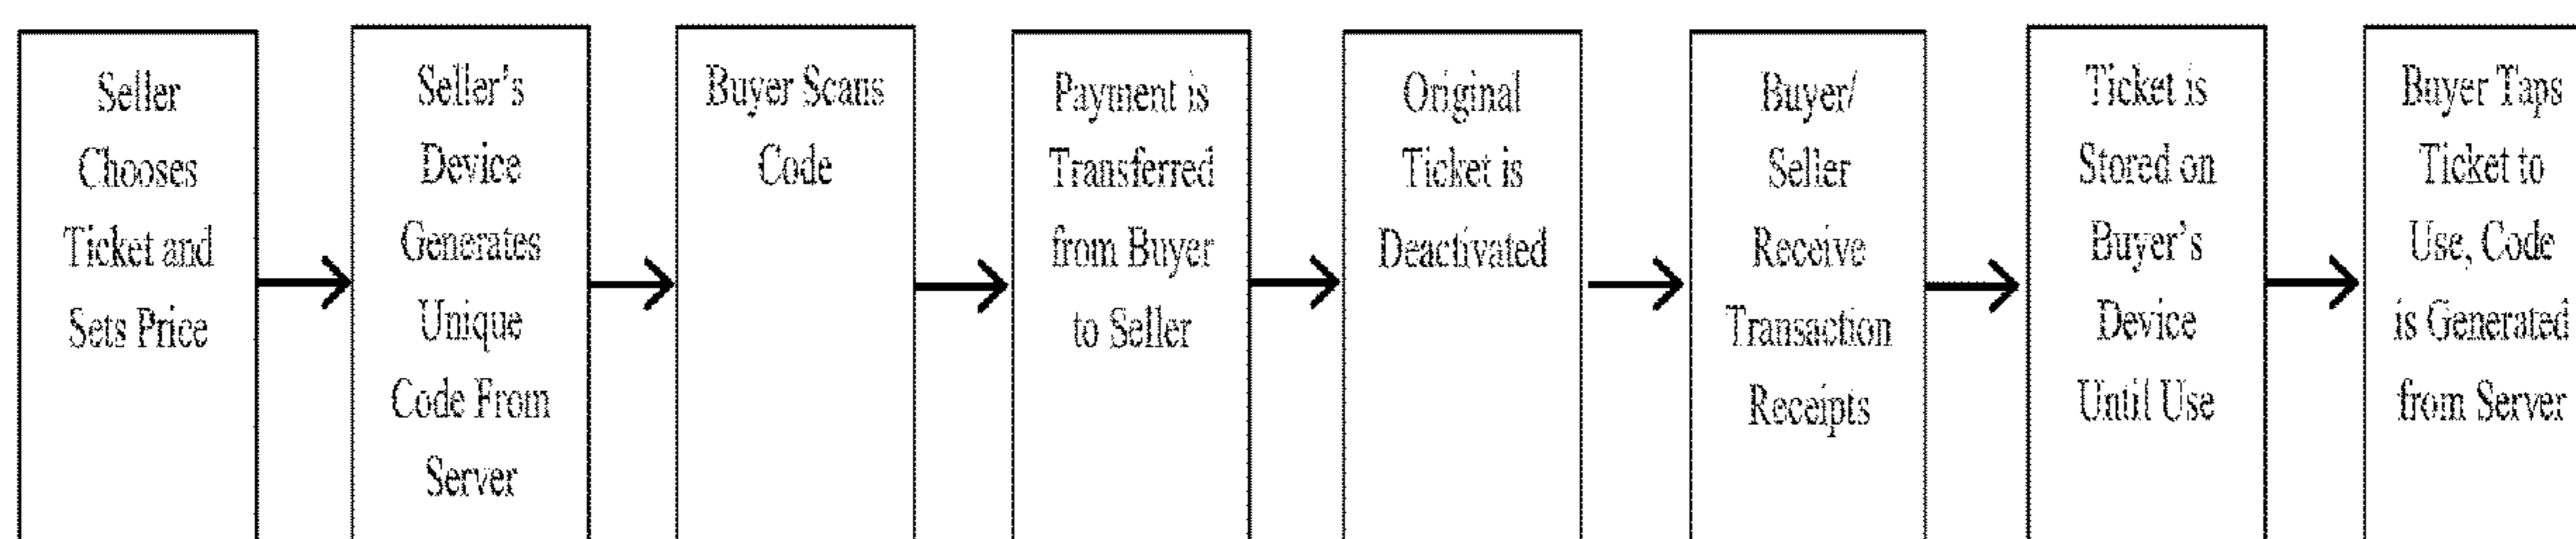 Seller
Chooses
Ticket and
Sets Price
Seller's
Device
Generates
Unique
Code From
Server
Buyer Scans
Code
Payment is
Transferred
from Buyer
to Seller
Original
Ticket is
Deactivated
Buyer/
Seller
Receive
Transaction
Receipts
Ticket is
Stored on
Buyer's
Device
Until Use
Buyer Taps
Ticket to
Use, Code
is Generated
from Server